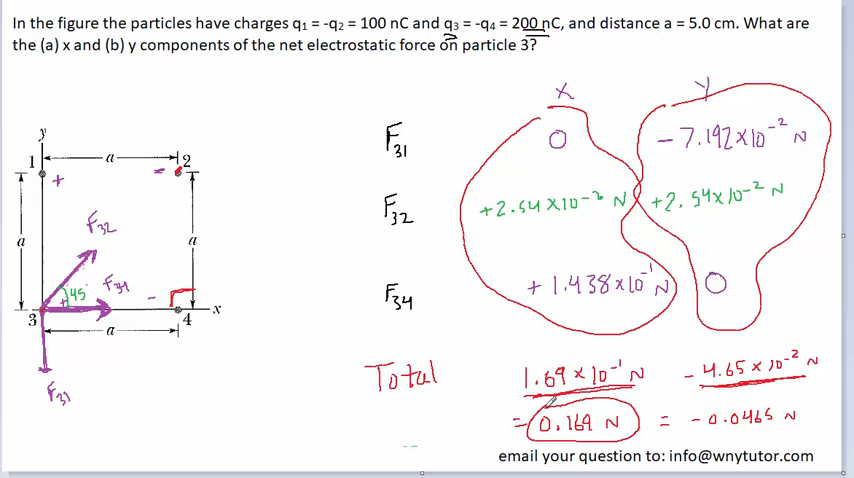 In the figure the particles have charges q1 = -q2 = 100 nC and q3 = -q4 = 200 nC, and distance a = 5.0 cm. What are
the (a) x and (b) y components of the net electrostatic force on particle 3?
X Y
y
1 a 2
+ -
F31 0 - 7.192 x 10^-2 N
F32 +2.54 x 10^-2 N +2.54 x 10^-2 N
F32
a a
45° F34
+ -
F34 + 1.438 x 10^-1 N 0
3 4 x
a
F31
Total 1.69 x 10^-1 N - 4.65 x 10^-2 N
= 0.169 N = - 0.0465 N
email your question to: info@wnytutor.com